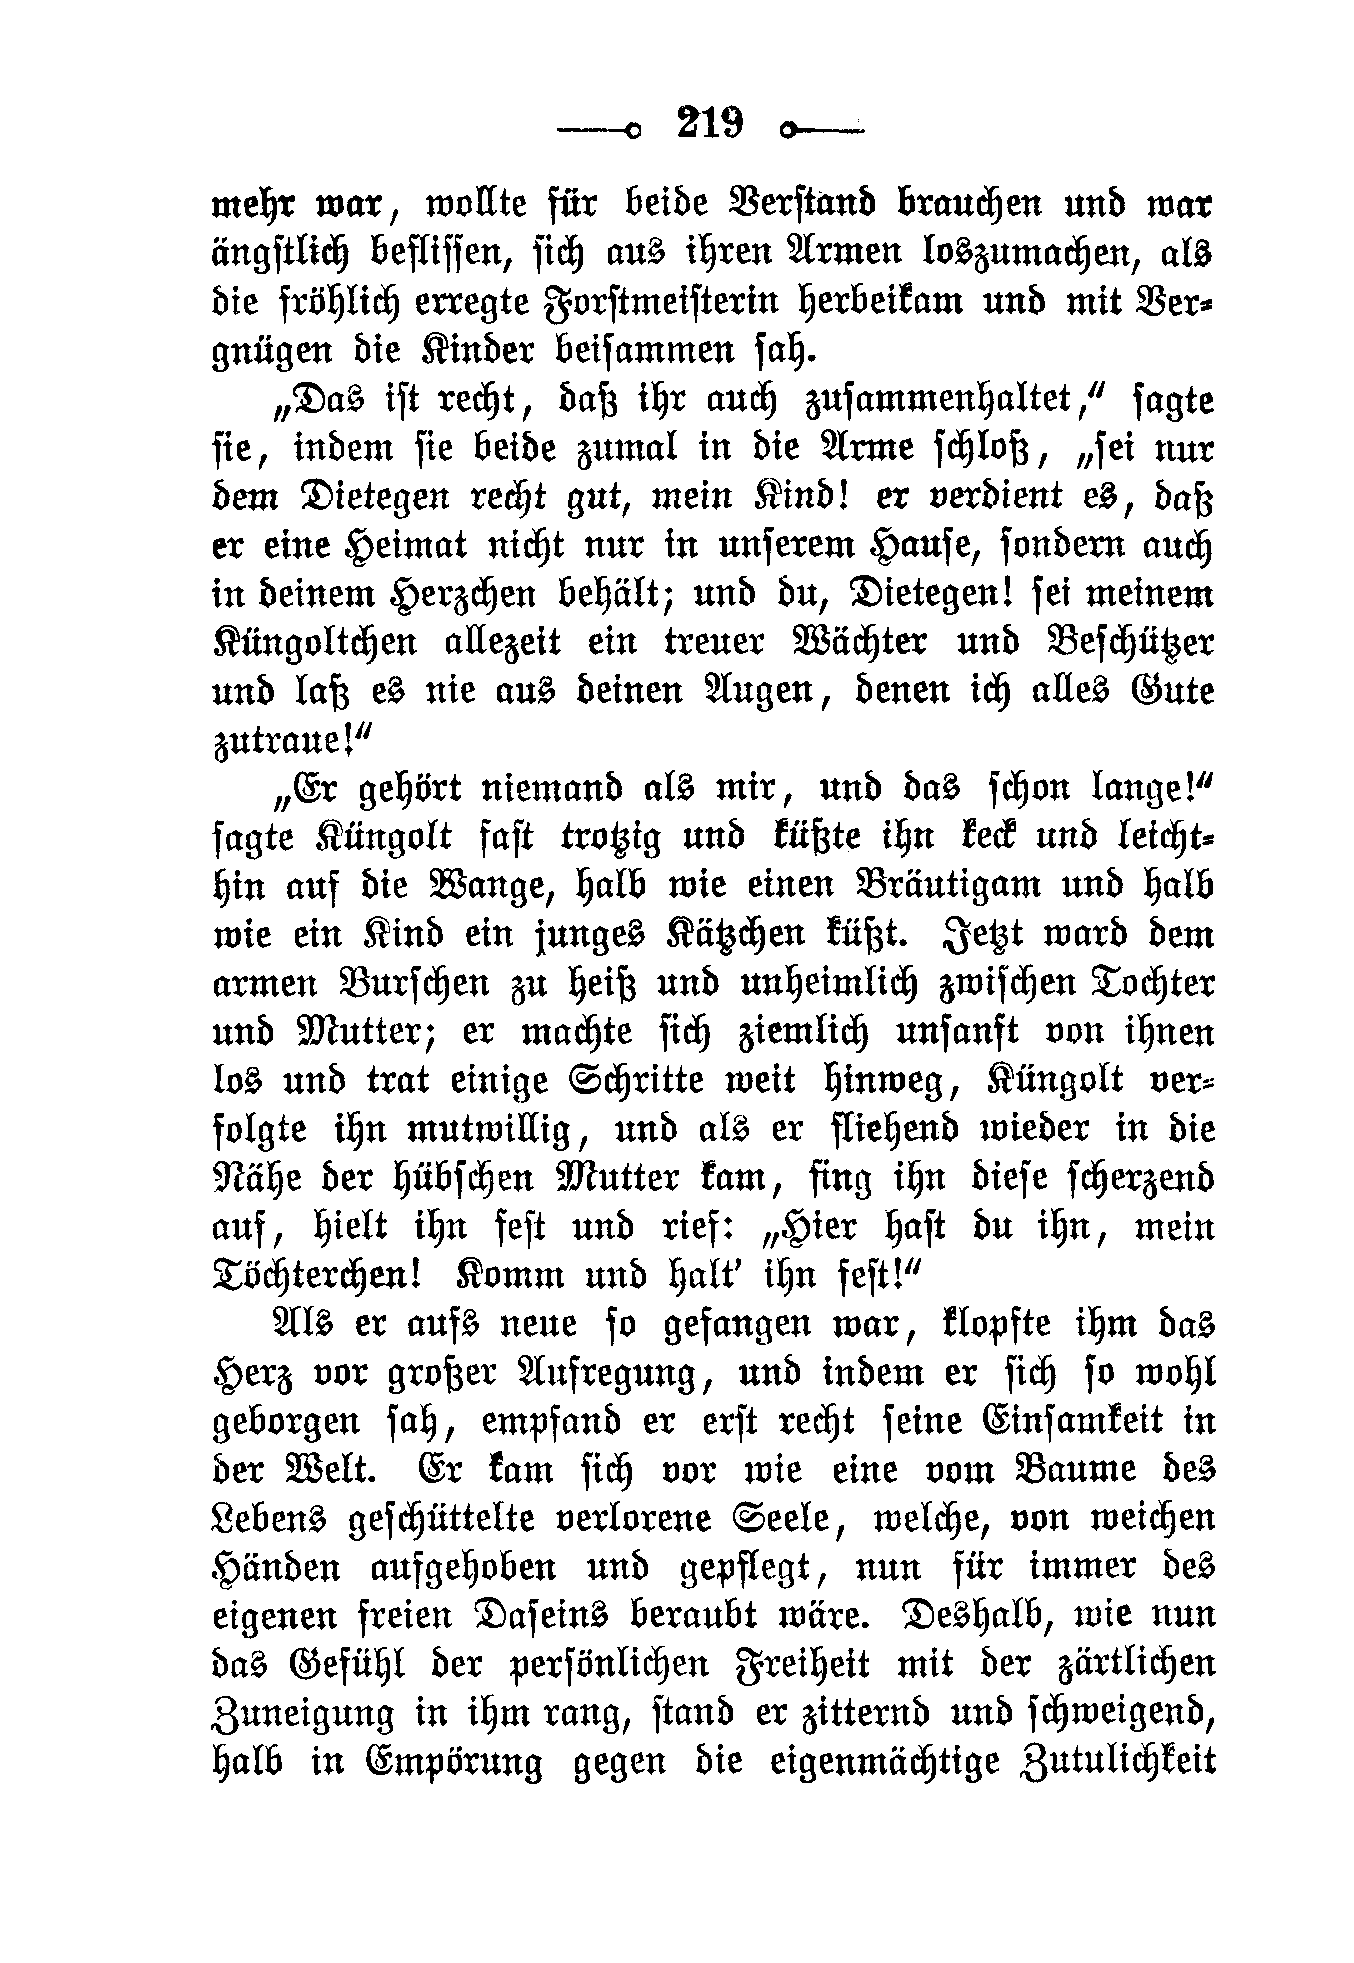 219
mehr war, wollte für beide Verstand brauchen und war
ängstlich beflissen, sich aus ihren Armen loszumachen, als
die fröhlich erregte Forstmeisterin herbeikam und mit Ver-
gnügen die Kinder beisammen sah.
„Das ist recht, daß ihr auch zusammenhaltet,“ sagte
sie, indem sie beide zumal in die Arme schloß, „sei nur
dem Dietegen recht gut, mein Kind! er verdient es, daß
er eine Heimat nicht nur in unserem Hause, sondern auch
in deinem Herzchen behält; und du, Dietegen! sei meinem
Küngoltchen allezeit ein treuer Wächter und Beschützer
und laß es nie aus deinen Augen, denen ich alles Gute
zutraue!“
„Er gehört niemand als mir, und das schon lange!“
sagte Küngolt fast trotzig und küßte ihn keck und leicht-
hin auf die Wange, halb wie einen Bräutigam und halb
wie ein Kind ein junges Kätzchen küßt. Jetzt ward dem
armen Burschen zu heiß und unheimlich zwischen Tochter
und Mutter; er machte sich ziemlich unsanft von ihnen
los und trat einige Schritte weit hinweg, Küngolt ver-
folgte ihn mutwillig, und als er fliehend wieder in die
Nähe der hübschen Mutter kam, fing ihn diese scherzend
auf, hielt ihn fest und rief: „Hier hast du ihn, mein
Töchterchen! Komm und halt’ ihn fest!“
Als er aufs neue so gefangen war, klopfte ihm das
Herz vor großer Aufregung, und indem er sich so wohl
geborgen sah, empfand er erst recht seine Einsamkeit in
der Welt. Er kam sich vor wie eine vom Baume des
Lebens geschüttelte verlorene Seele, welche, von weichen
Händen aufgehoben und gepflegt, nun für immer des
eigenen freien Daseins beraubt wäre. Deshalb, wie nun
das Gefühl der persönlichen Freiheit mit der zärtlichen
Zuneigung in ihm rang, stand er zitternd und schweigend,
halb in Empörung gegen die eigenmächtige Zutulichkeit